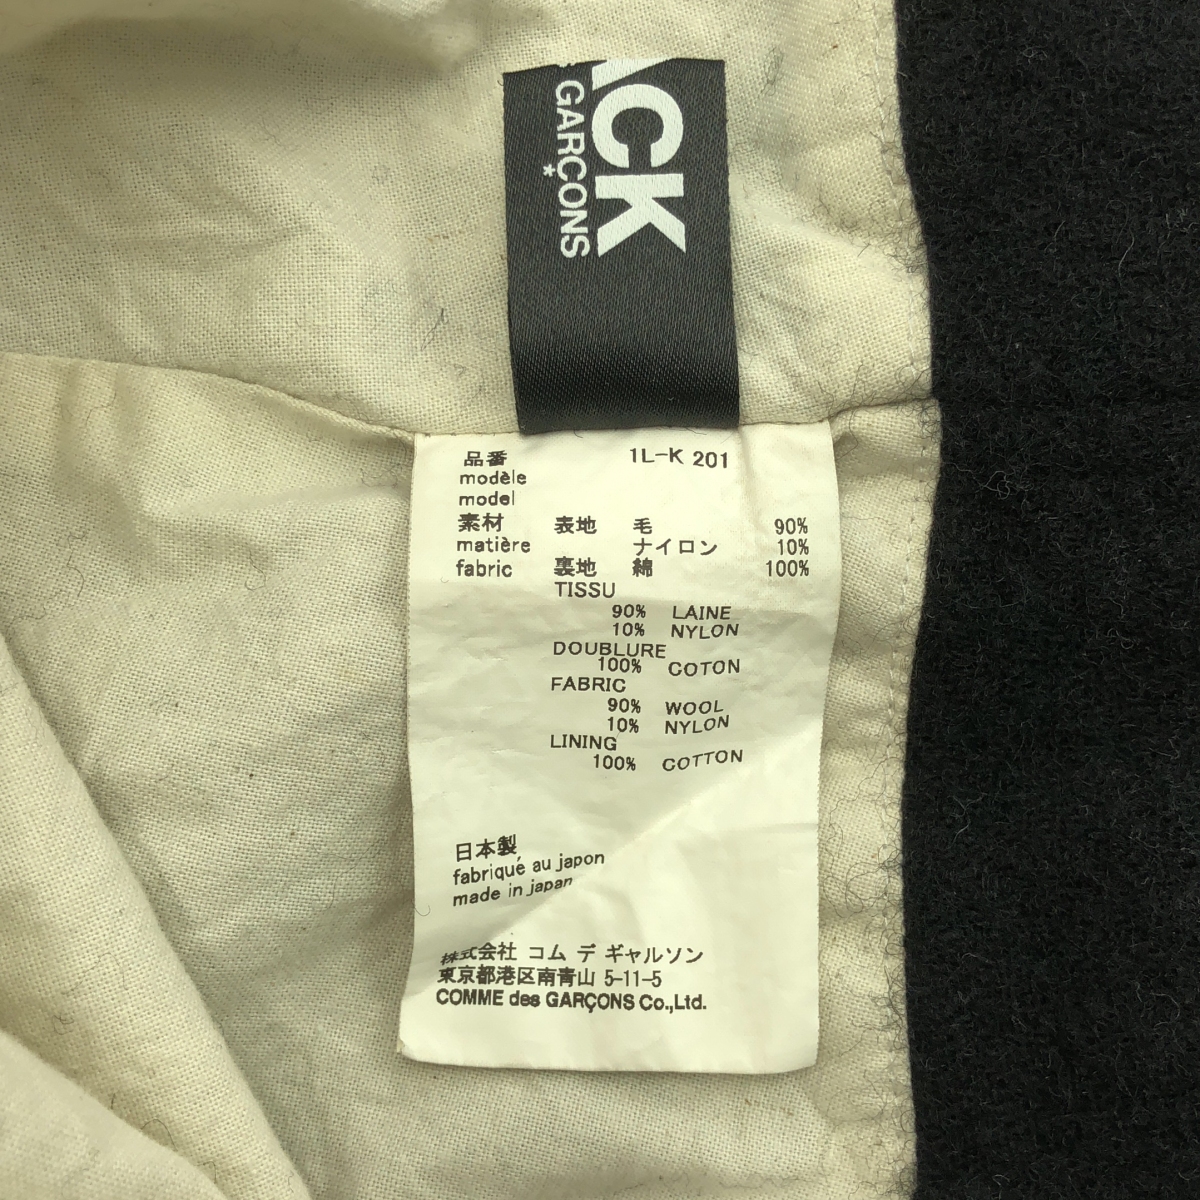 ACK
GARÇONS
*
品番 1L-K 201
modèle
model
素材 表地 毛 90%
matière ナイロン 10%
fabric 裏地 綿 100%
TISSU
90% LAINE
10% NYLON
DOUBLURE
100% COTON
FABRIC
90% WOOL
10% NYLON
LINING
100% COTTON
日本製
fabriqué au japon
made in japan
株式会社 コム デ ギャルソン
東京都港区南青山 5-11-5
COMME des GARÇONS Co.,Ltd.